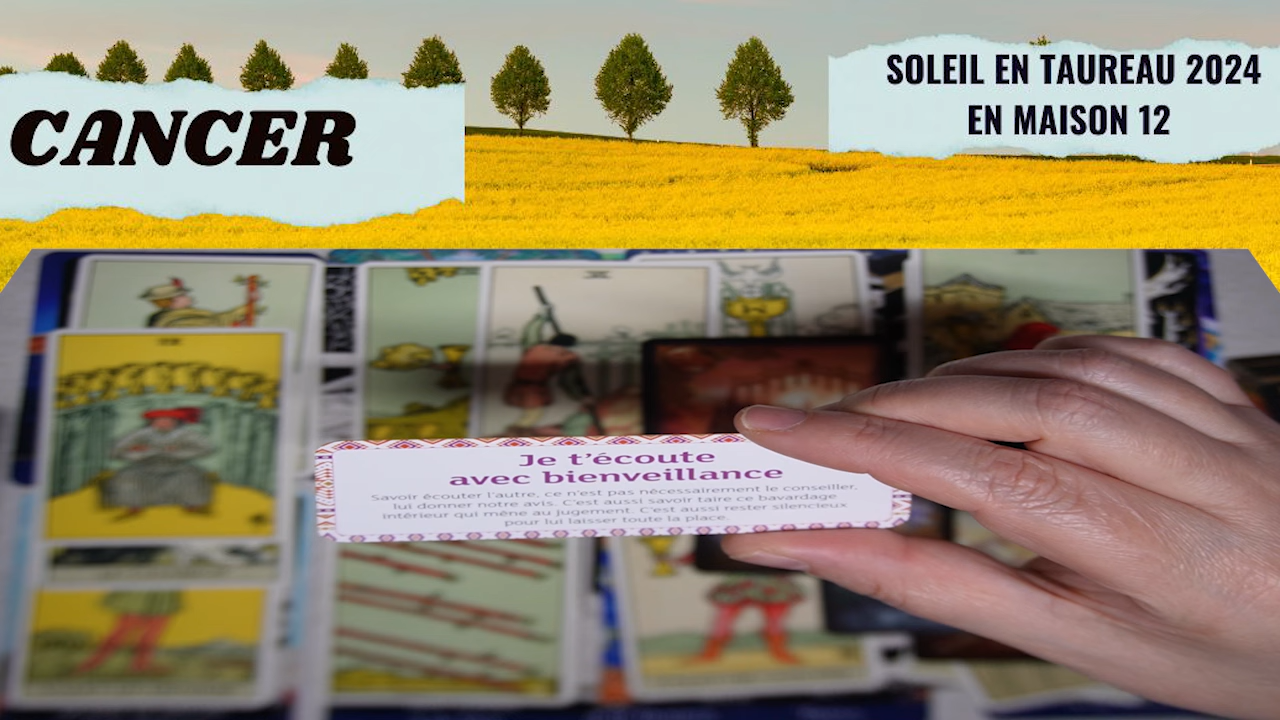 CANCER
SOLEIL EN TAUREAU 2024
EN MAISON 12
Je t'écoute
avec bienveillance
Savoir écouter l'autre, ce n'est pas nécessairement le conseiller,
lui donner notre avis. C'est aussi savoir taire ce bavardage
intérieur qui mène au jugement. C'est aussi rester silencieux
pour lui laisser toute la place.